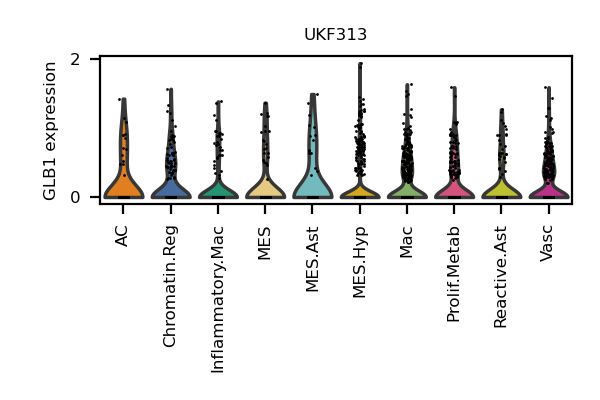 UKF313
GLB1 expression
2
0
AC
Chromatin.Reg
Inflammatory.Mac
MES
MES.Ast
MES.Hyp
Mac
Prolif.Metab
Reactive.Ast
Vasc